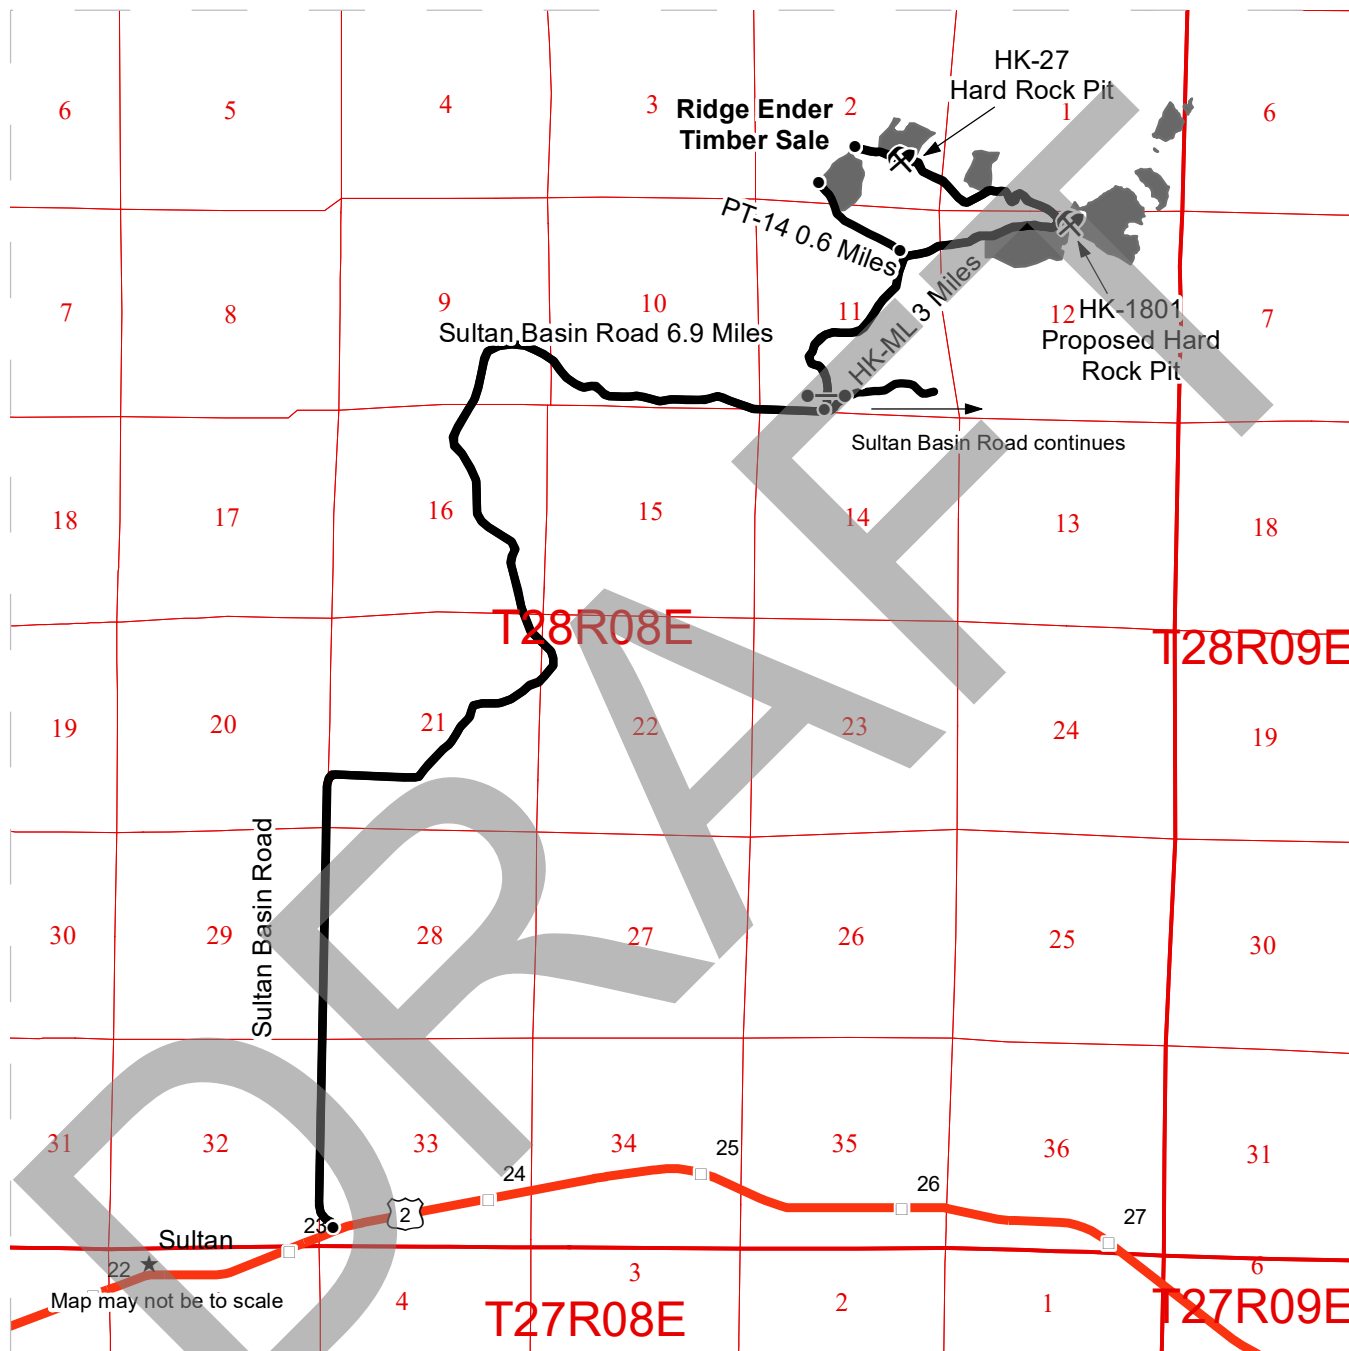 HK-27
Hard Rock Pit
6
5
4
3
2
1
6
Ridge Ender
Timber Sale
PT-14 0.6 Miles
7
8
9
10
11
12
7
HK-ML 3 Miles
HK-1801
Proposed Hard
Rock Pit
Sultan Basin Road 6.9 Miles
Sultan Basin Road continues
18
17
16
15
14
13
18
T28R08E
T28R09E
19
20
21
22
23
24
19
Sultan Basin Road
30
29
28
27
26
25
30
31
32
33
34
35
36
31
25
24
26
27
23
2
Sultan
22
Map may not be to scale
4
3
2
1
6
T27R08E
T27R09E
DRAFT